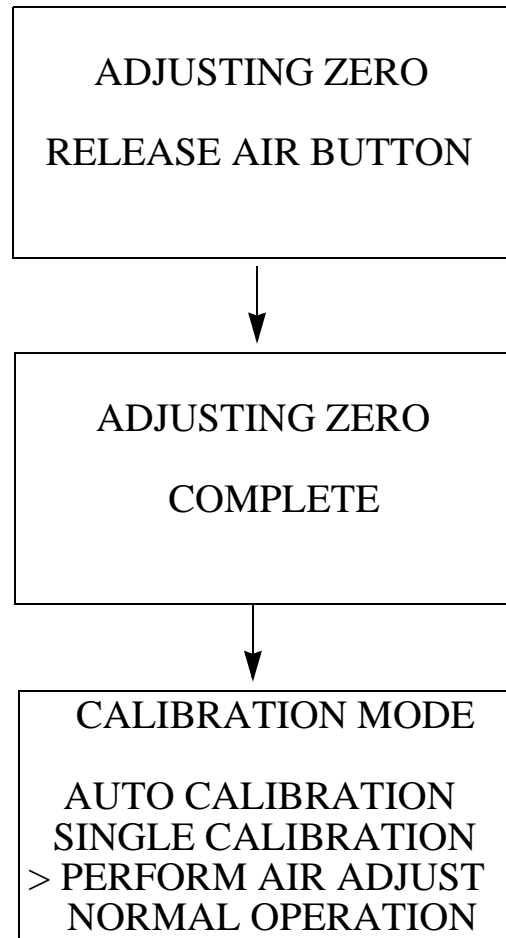 ADJUSTING ZERO
RELEASE AIR BUTTON
ADJUSTING ZERO
COMPLETE
CALIBRATION MODE
AUTO CALIBRATION
SINGLE CALIBRATION
> PERFORM AIR ADJUST
NORMAL OPERATION